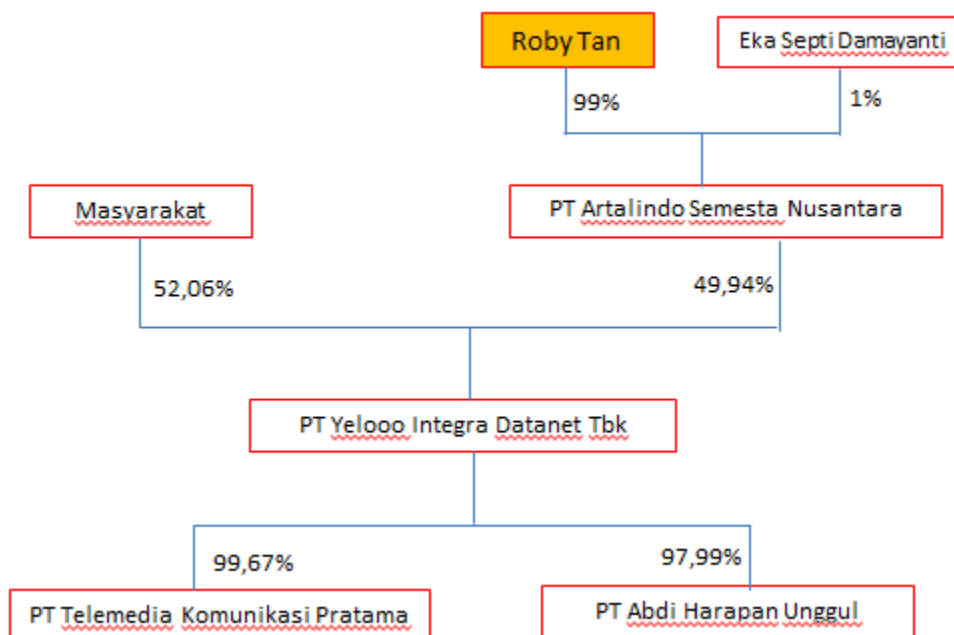 Roby Tan
Eka Septi Damayanti
99%
1%
Masyarakat
PT Artalindo Semesta Nusantara
52,06%
49,94%
PT Yelooo Integra Datanet Tbk
99,67%
97,99%
PT Telemedia Komunikasi Pratama
PT Abdi Harapan Unggul